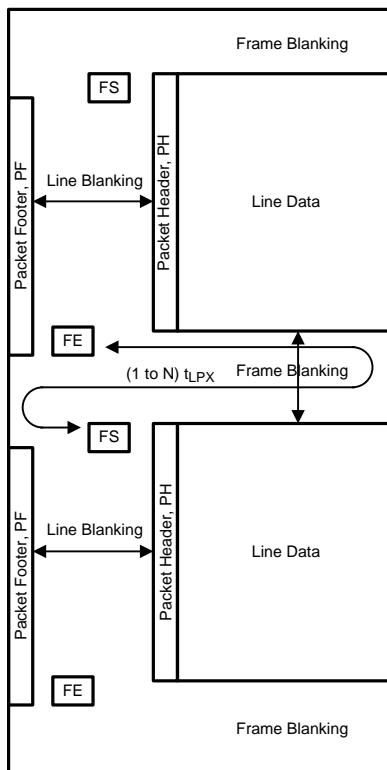 Frame Blanking
FS
Packet Footer, PF
Line Blanking
Packet Header, PH
Line Data
FE
(1 to N) tLPX
Frame Blanking
FS
Packet Footer, PF
Line Blanking
Packet Header, PH
Line Data
FE
Frame Blanking